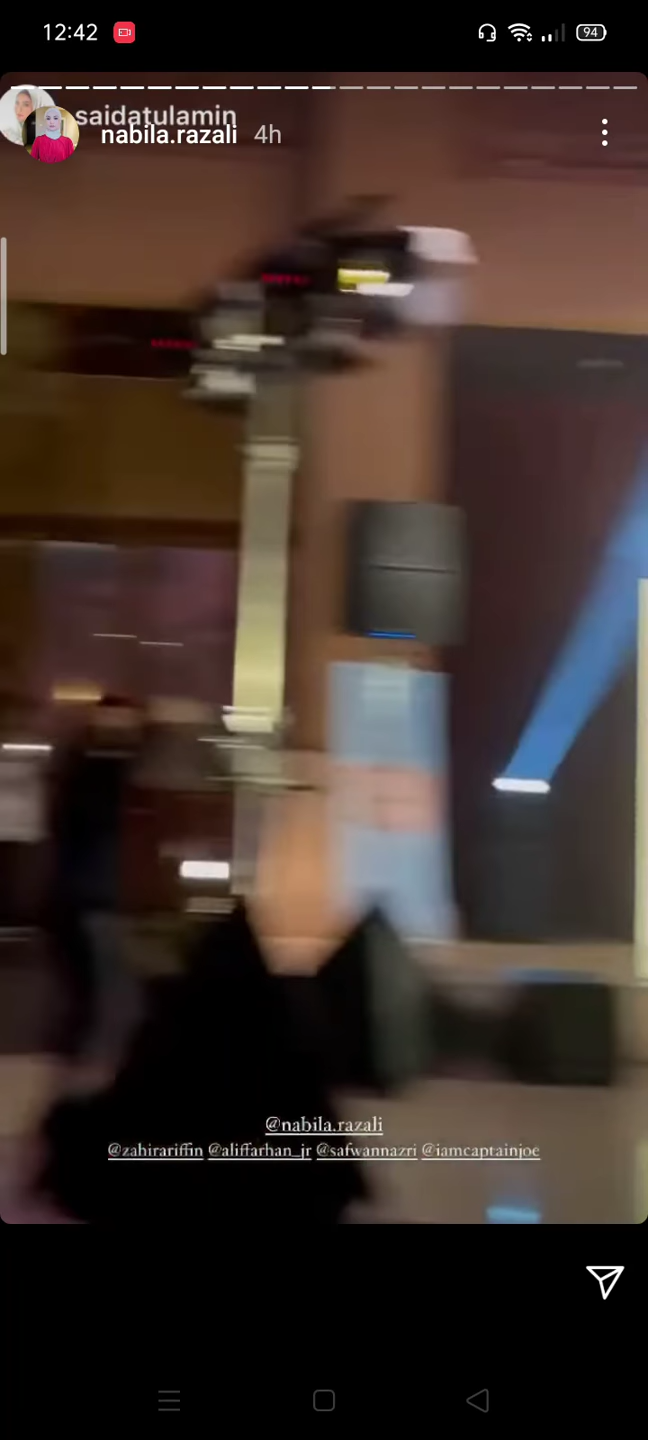 12:42
94
saidatulamin
nabila.razali 4h
@nabila.razali
@zahirariffin @aliffarhan_jr @safwannazri @iamcaptainjoe